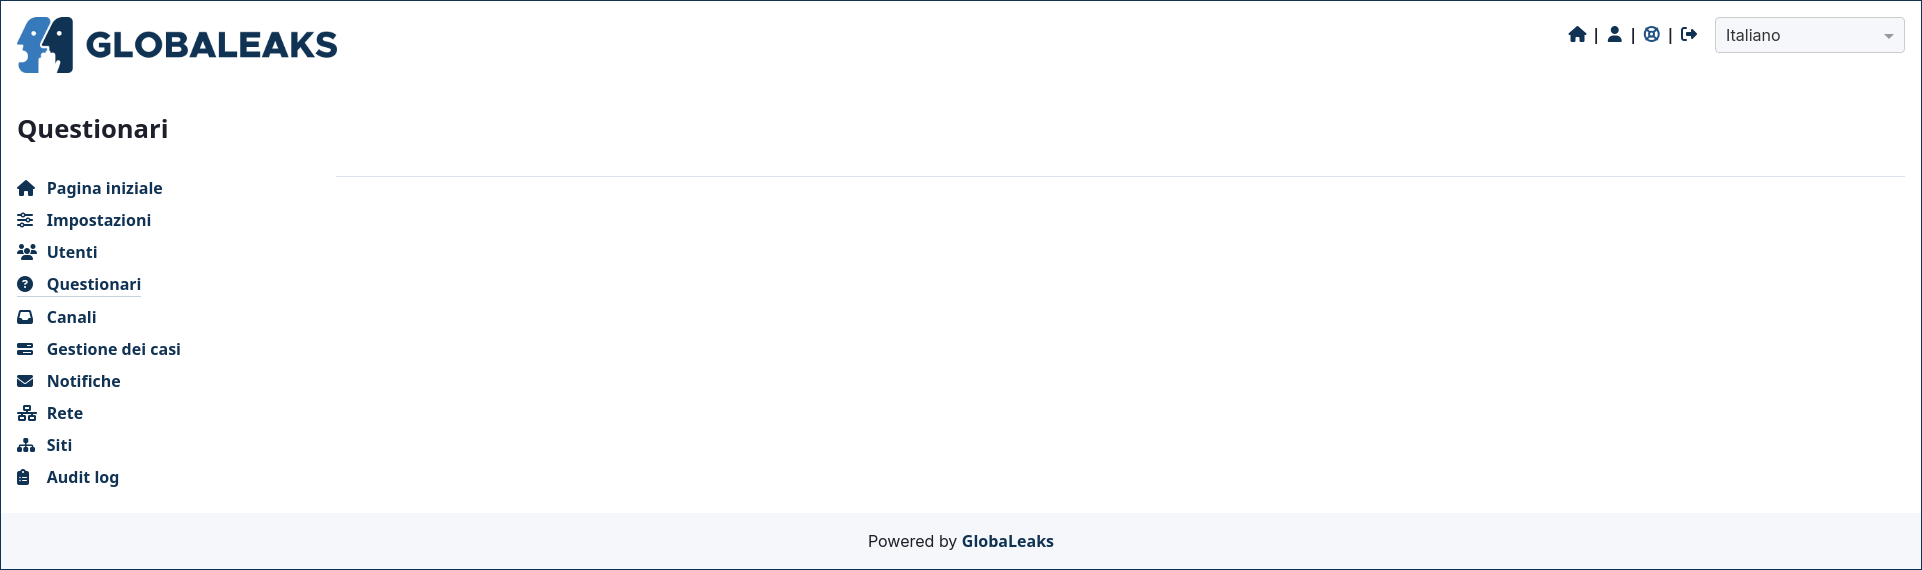 GLOBALEAKS
| | | Italiano
Questionari
Pagina iniziale
Impostazioni
Utenti
Questionari
Canali
Gestione dei casi
Notifiche
Rete
Siti
Audit log
Powered by GlobaLeaks